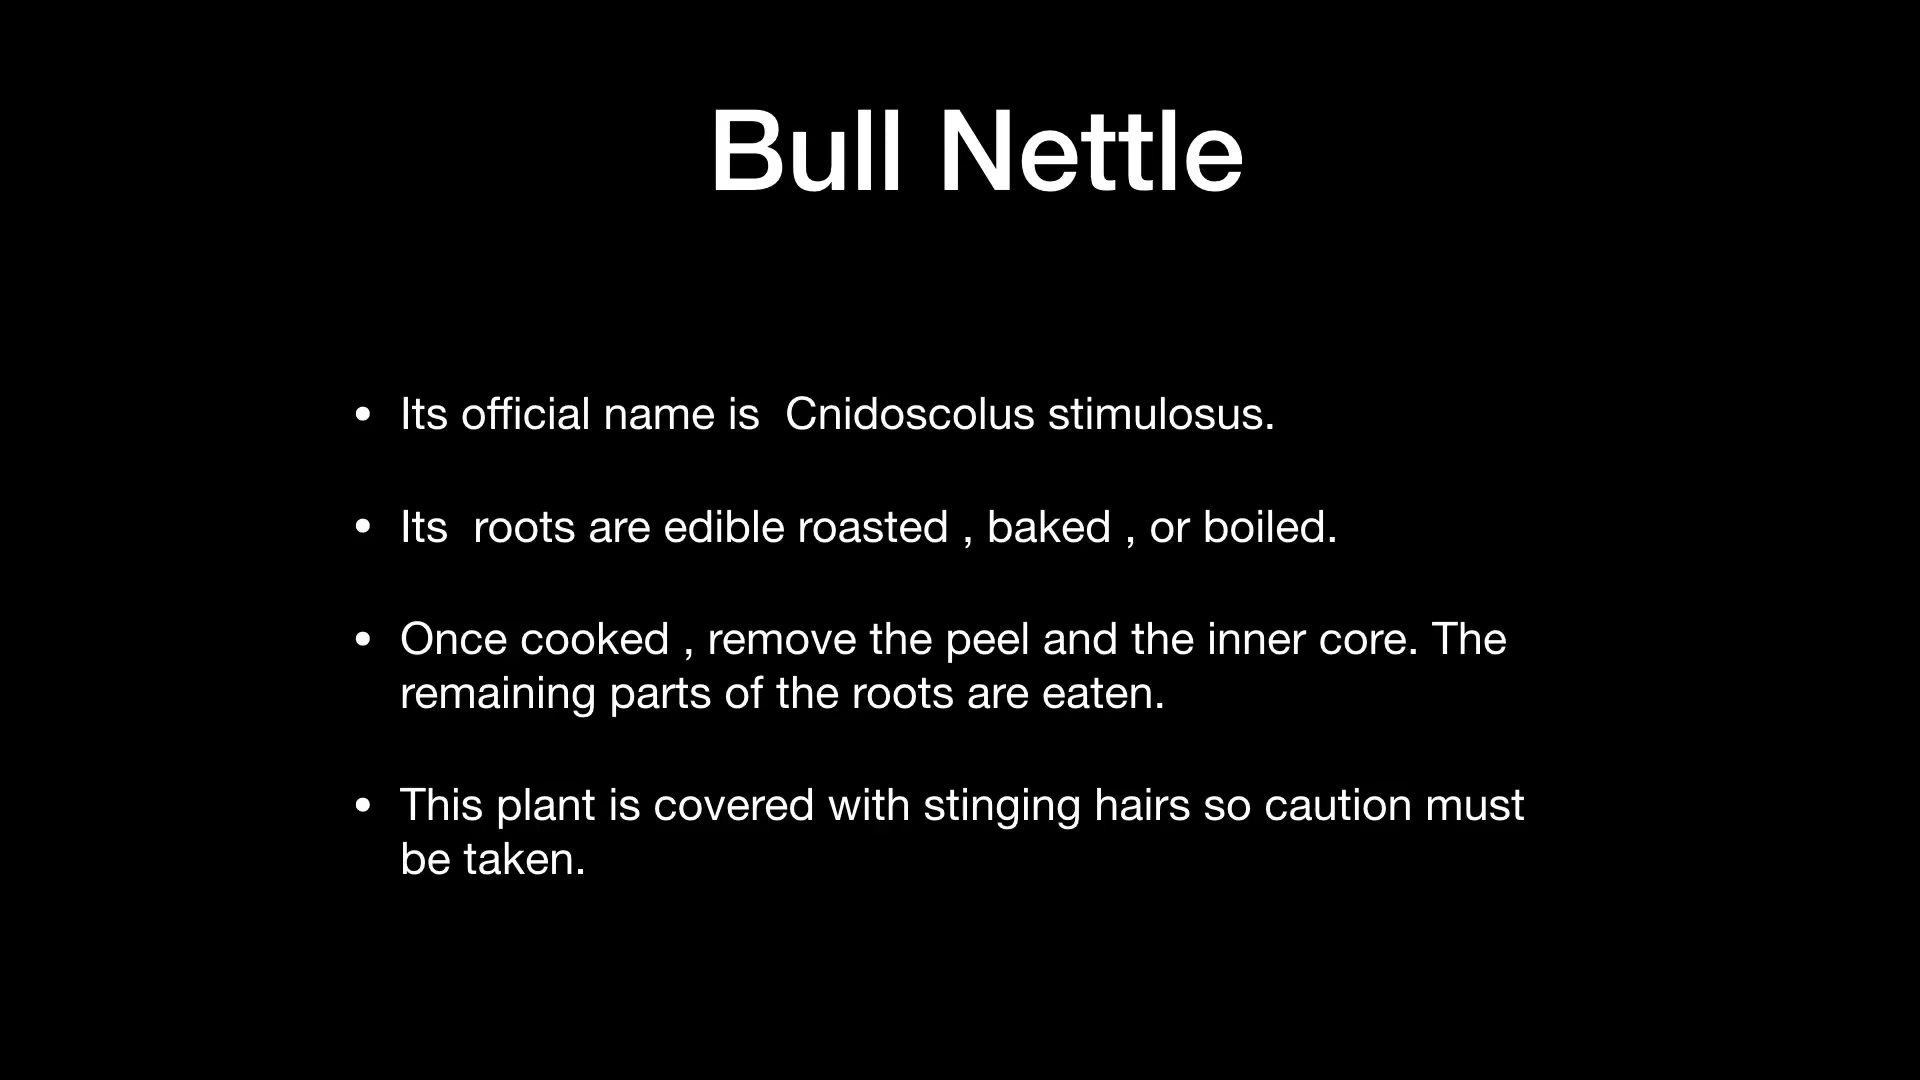 Bull Nettle
• Its official name is  Cnidoscolus stimulosus.
• Its  roots are edible roasted , baked , or boiled.
• Once cooked , remove the peel and the inner core. The
remaining parts of the roots are eaten.
• This plant is covered with stinging hairs so caution must
be taken.